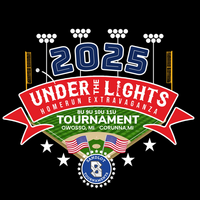 2025
UNDER THE LIGHTS
HOMERUN EXTRAVAGANZA
8U 9U 10U 11U
TOURNAMENT
OWOSSO, MI CORUNNA, MI
B